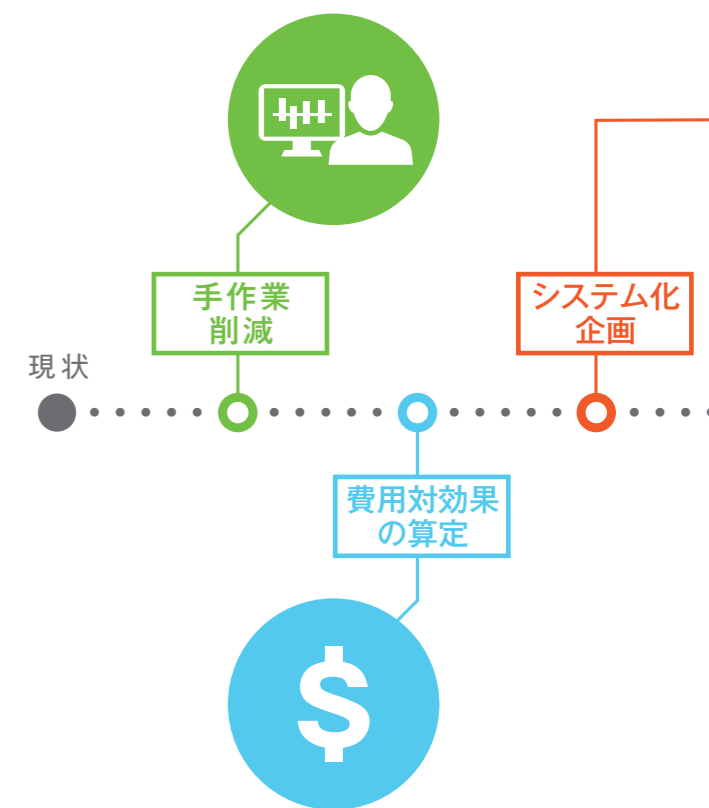 手作業
削減
システム化
企画
現状
費用対効果
の算定
$